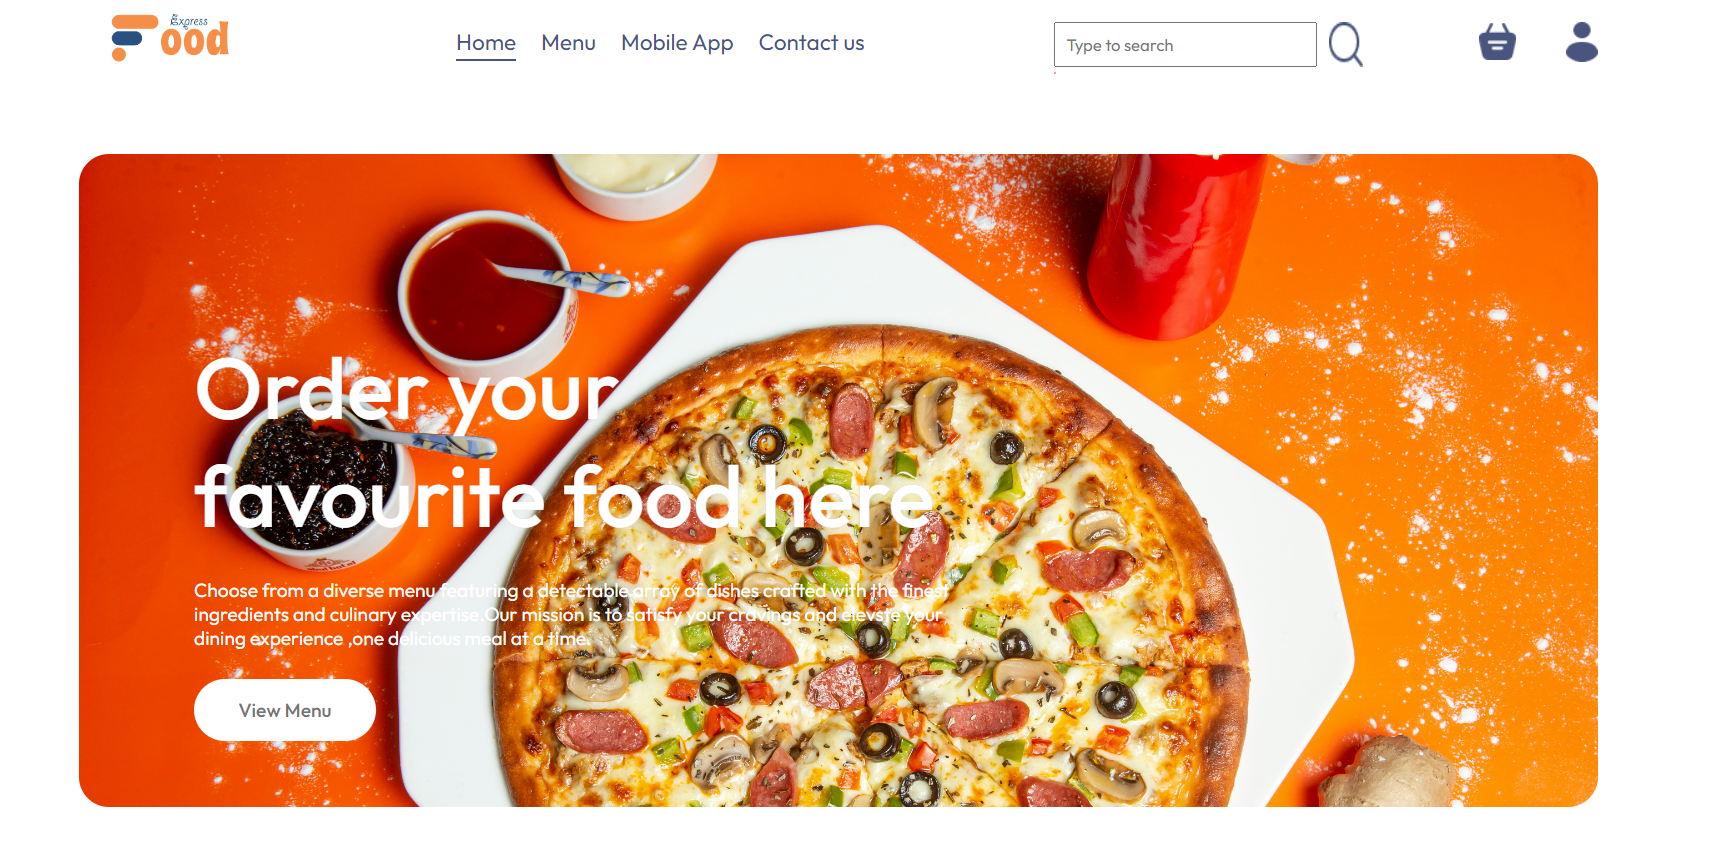 Express
Food
Home Menu Mobile App Contact us
Type to search
Order your
favourite food here
Choose from a diverse menu featuring a detectable array of dishes crafted with the finest
ingredients and culinary expertise.Our mission is to satisfy your cravings and elevste your
dining experience ,one delicious meal at a time.
View Menu